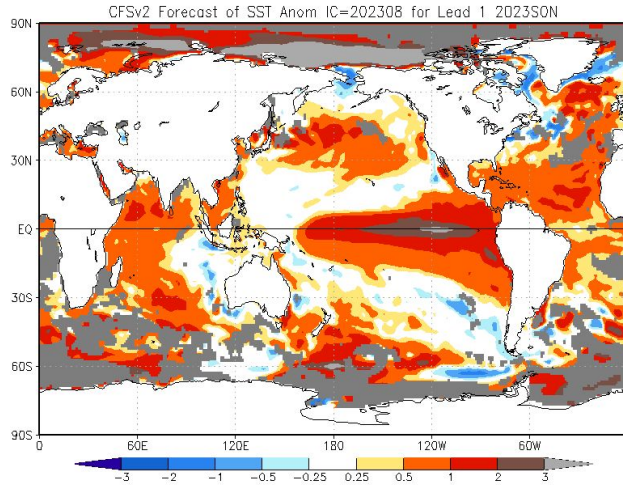 CFSv2 Forecast of SST Anom IC=202308 for Lead 1 2023SON
90N
60N
30N
EQ
30S
60S
90S
0 60E 120E 180 120W 60W
-3 -2 -1 -0.5 -0.25 0.25 0.5 1 2 3